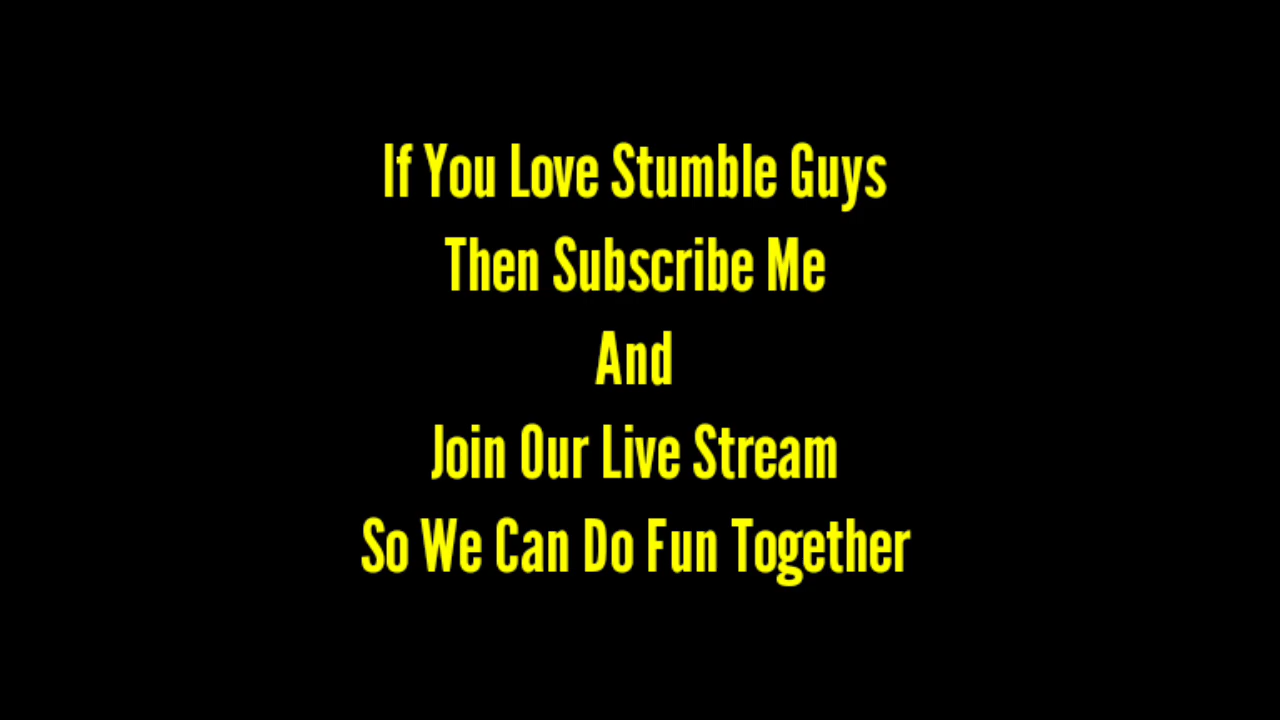 If You Love Stumble Guys
Then Subscribe Me
And
Join Our Live Stream
So We Can Do Fun Together